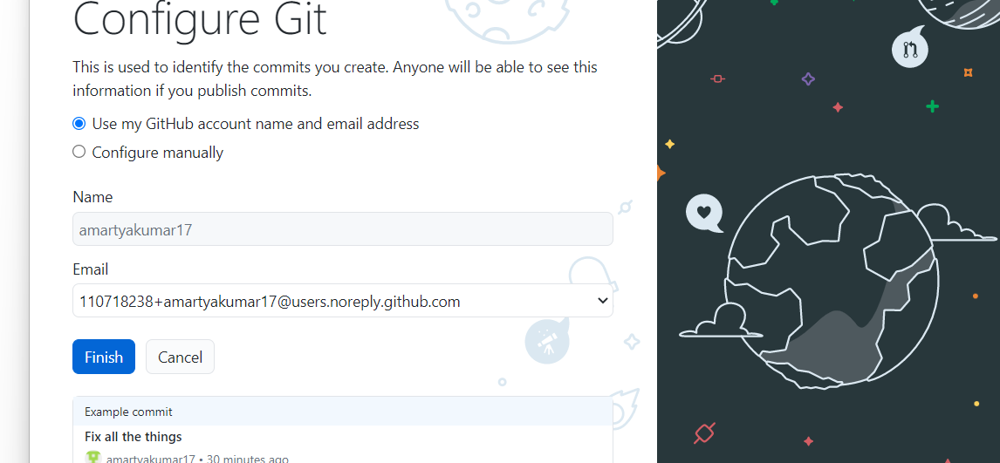 Configure Git
This is used to identify the commits you create. Anyone will be able to see this
information if you publish commits.
Use my GitHub account name and email address
Configure manually
Name
amartyakumar17
Email
110718238+amartyakumar17@users.noreply.github.com
Finish
Cancel
Example commit
Fix all the things
amartyakumar17 • 30 minutes ago